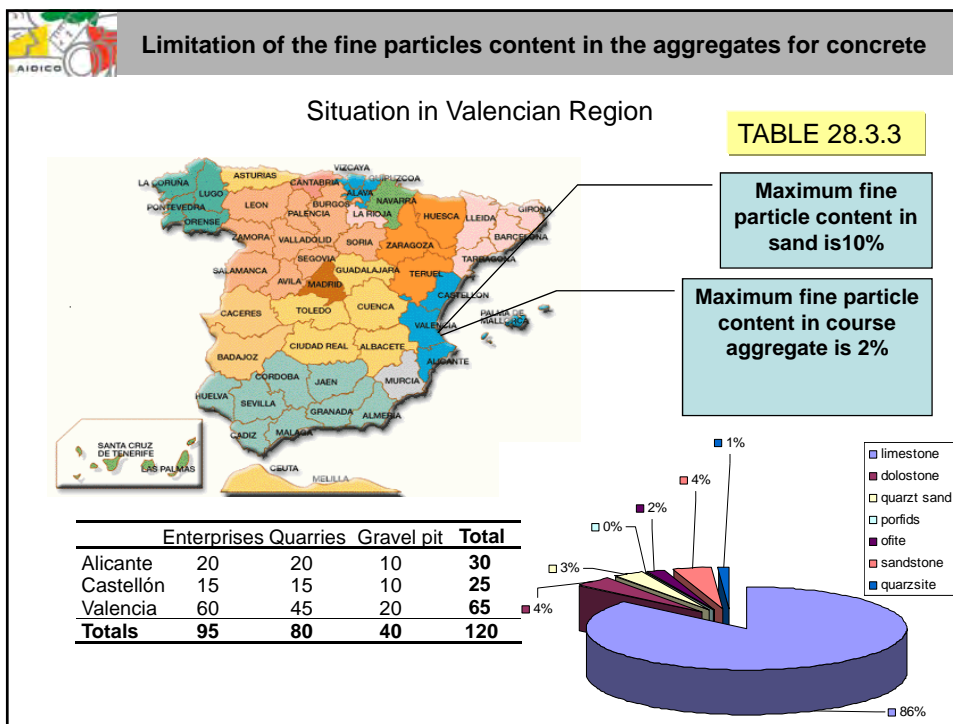 AIDICO
Limitation of the fine particles content in the aggregates for concrete
Situation in Valencian Region
TABLE 28.3.3
Maximum fine
particle content in
sand is10%
Maximum fine particle
content in course
aggregate is 2%
VIZCAYA
GUIPUZCOA
ASTURIAS
CANTABRIA
LA CORUÑA
LUGO
ALAVA
NAVARRA
PONTEVEDRA
ORENSE
LEON
BURGOS
PALENCIA
LA RIOJA
HUESCA
LLEIDA
GIRONA
BARCELONA
ZAMORA
VALLADOLID
SORIA
ZARAGOZA
TARRAGONA
SEGOVIA
SALAMANCA
AVILA
MADRID
GUADALAJARA
TERUEL
CASTELLON
CACERES
TOLEDO
CUENCA
VALENCIA
PALMA DE
MALLORCA
BADAJOZ
CIUDAD REAL
ALBACETE
ALICANTE
MURCIA
CORDOBA
JAEN
HUELVA
SEVILLA
GRANADA
ALMERIA
CADIZ
MALAGA
SANTA CRUZ
DE TENERIFE
LAS PALMAS
CEUTA
MELILLA
Enterprises Quarries Gravel pit Total
Alicante 20 20 10 30
Castellón 15 15 10 25
Valencia 60 45 20 65
Totals 95 80 40 120
1%
4%
2%
0%
3%
4%
86%
limestone
dolostone
quarzt sand
porfids
ofite
sandstone
quarzsite